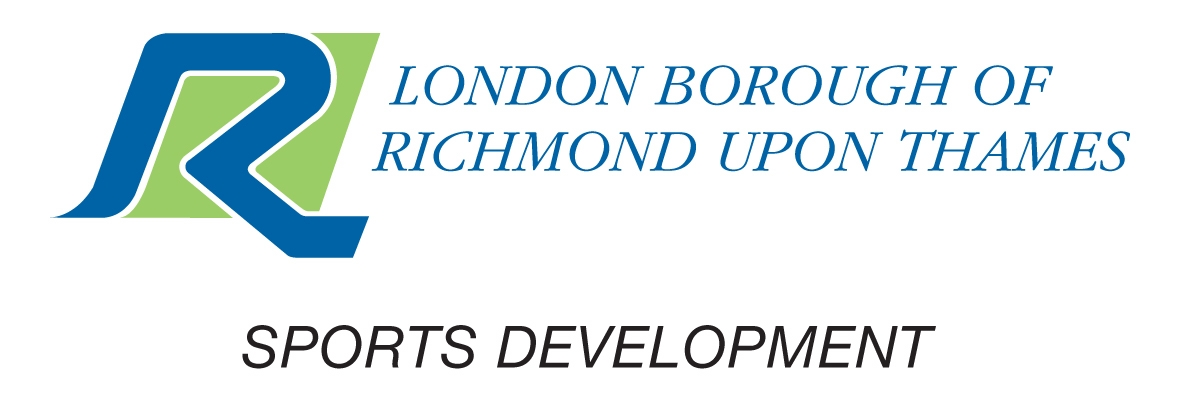 LONDON BOROUGH OF
RICHMOND UPON THAMES
SPORTS DEVELOPMENT